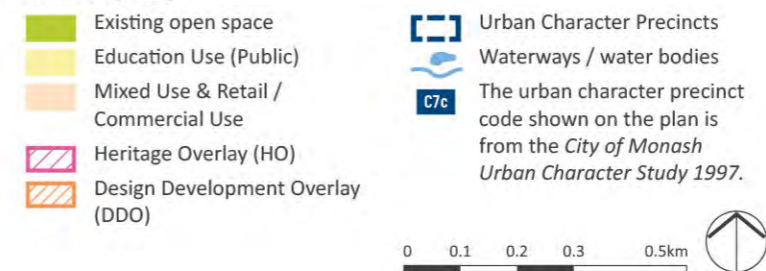 Existing open space
Education Use (Public)
Mixed Use & Retail /
Commercial Use
Heritage Overlay (HO)
Design Development Overlay
(DDO)
Urban Character Precincts
Waterways / water bodies
C7c
The urban character precinct
code shown on the plan is
from the City of Monash
Urban Character Study 1997.
0 0.1 0.2 0.3 0.5km